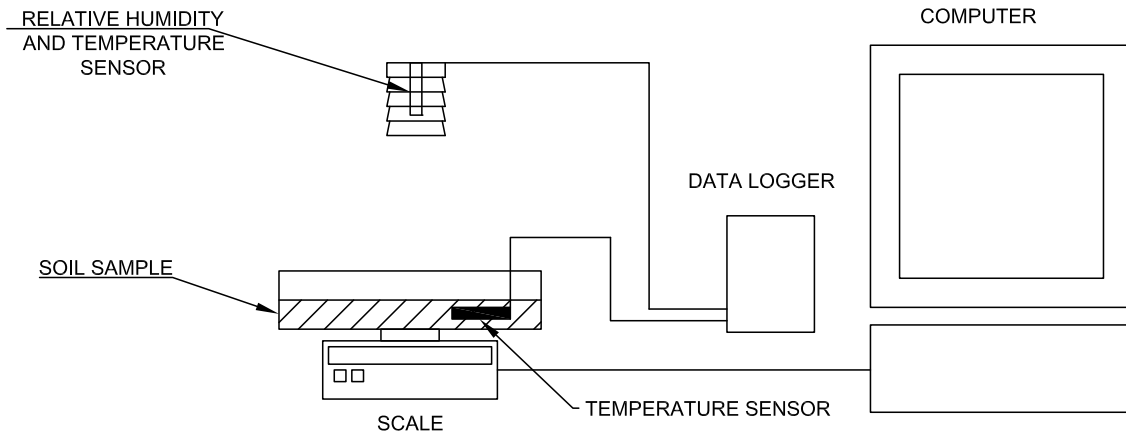 RELATIVE HUMIDITY
AND TEMPERATURE
SENSOR
COMPUTER
DATA LOGGER
SOIL SAMPLE
TEMPERATURE SENSOR
SCALE